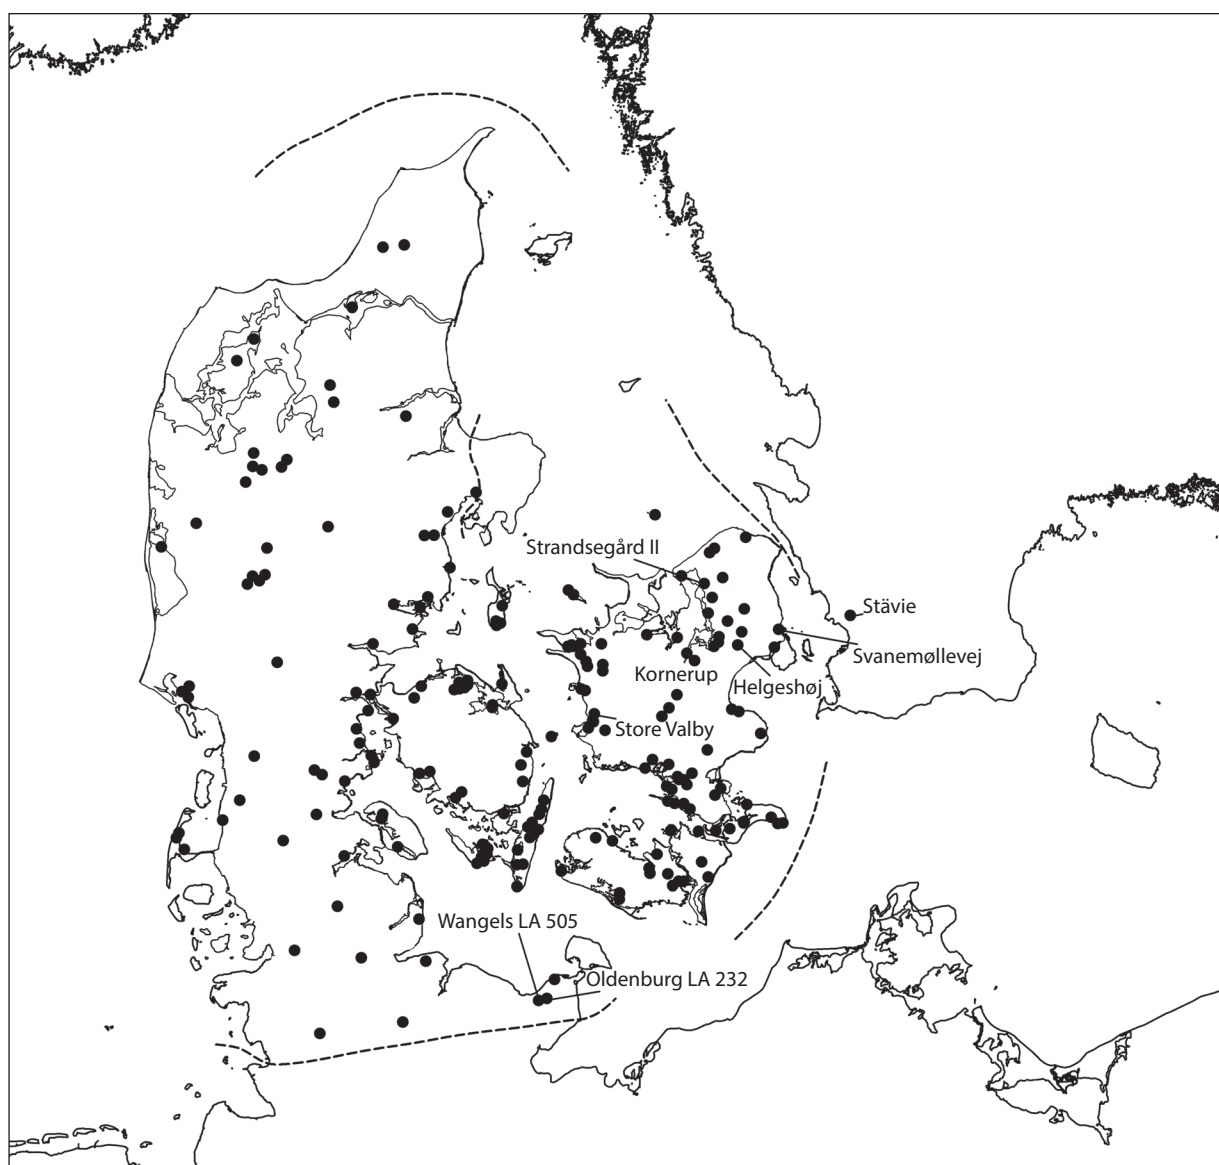 Strandsegård II
Stävie
Svanemøllevej
Kornerup
Helgeshøj
Store Valby
Wangels LA 505
Oldenburg LA 232